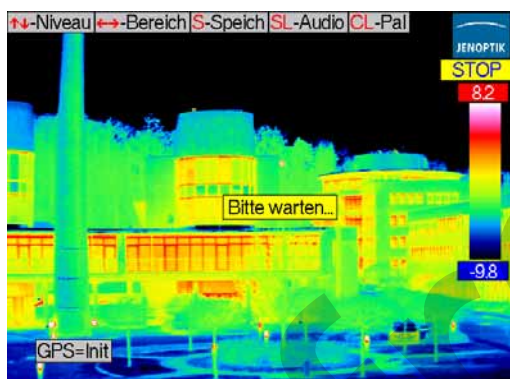 ↑↓-Niveau ←→-Bereich S-Speich SL-Audio CL-Pal
JENOPTIK
STOP
8.2
Bitte warten...
-9.8
GPS=Init